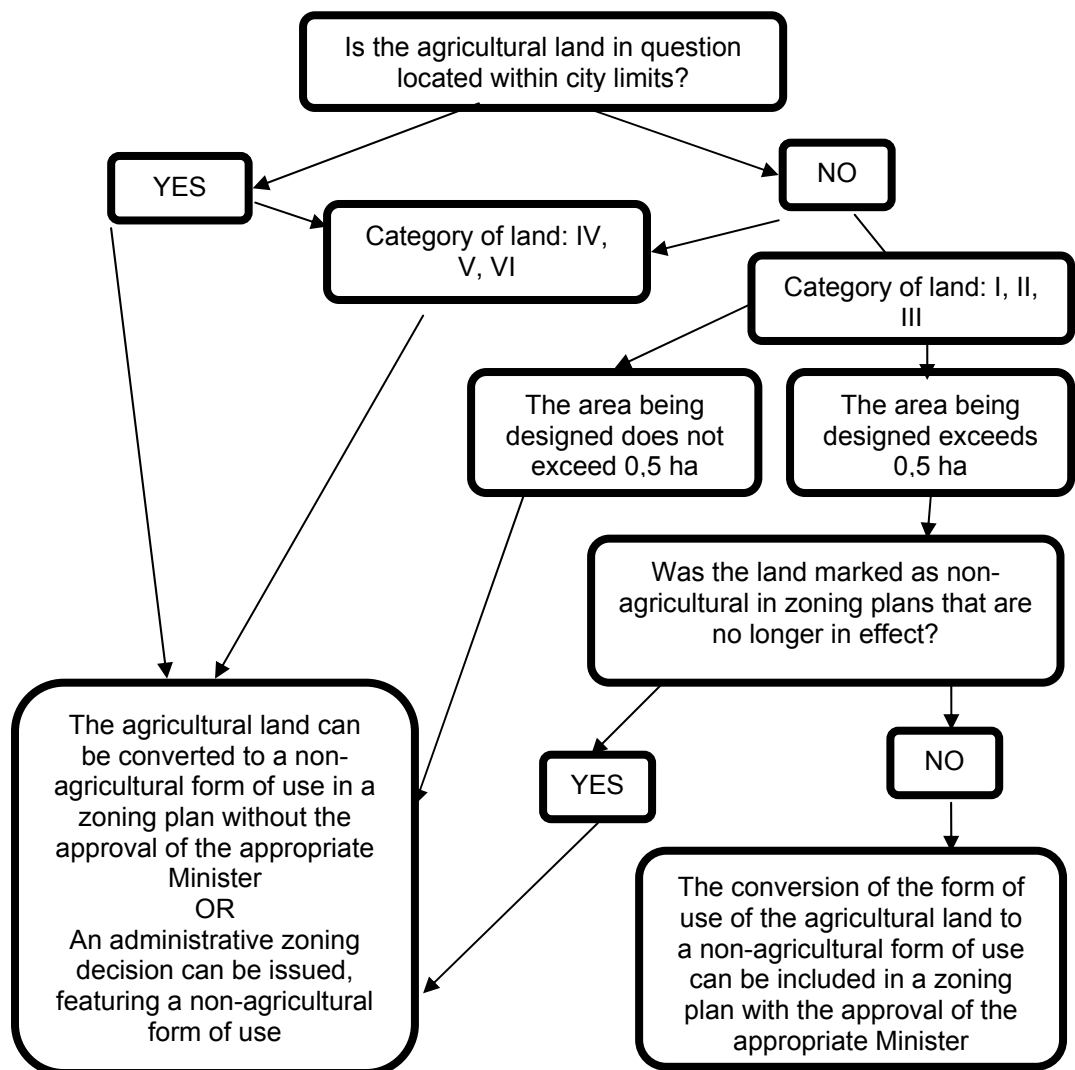 Is the agricultural land in question
located within city limits?
YES
NO
Category of land: IV,
V, VI
Category of land: I, II,
III
The area being
designed does not
exceed 0,5 ha
The area being
designed exceeds
0,5 ha
Was the land marked as non-
agricultural in zoning plans that are
no longer in effect?
YES
NO
The agricultural land can
be converted to a non-
agricultural form of use in a
zoning plan without the
approval of the appropriate
Minister
OR
An administrative zoning
decision can be issued,
featuring a non-agricultural
form of use
The conversion of the form of
use of the agricultural land to
a non-agricultural form of use
can be included in a zoning
plan with the approval of the
appropriate Minister